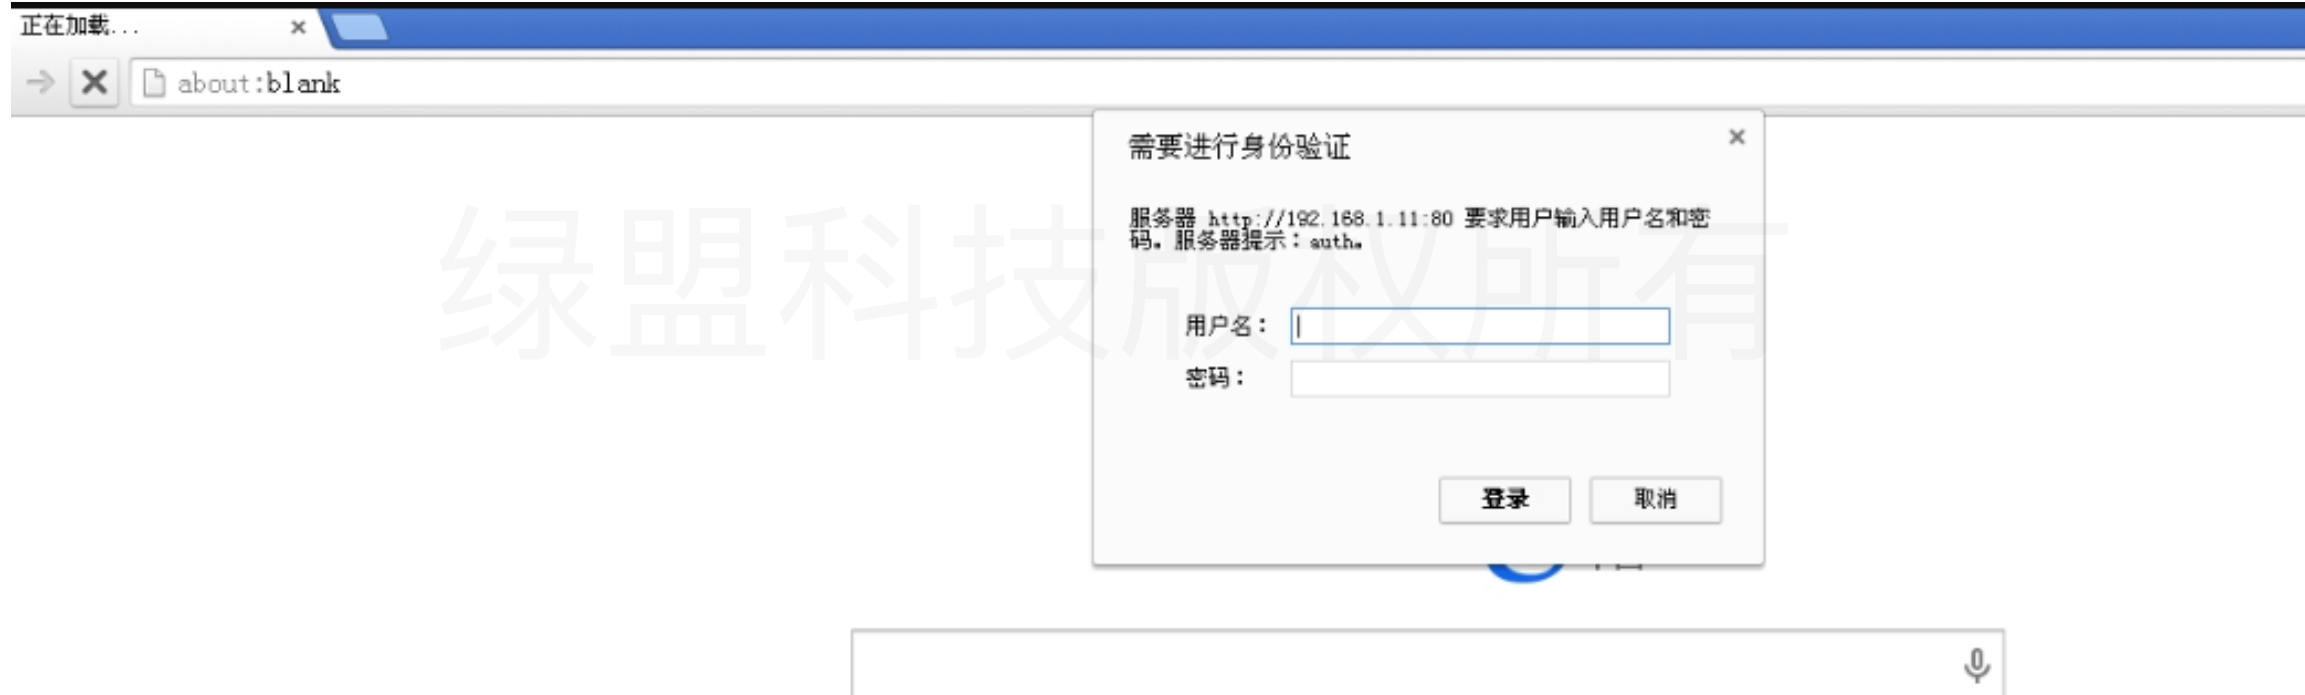 正在加载...
about:blank
需要进行身份验证
服务器 http://192.168.1.11:80 要求用户输入用户名和密
码。服务器提示：auth。
绿盟科技版权所有
用户名：
密码：
登录
取消